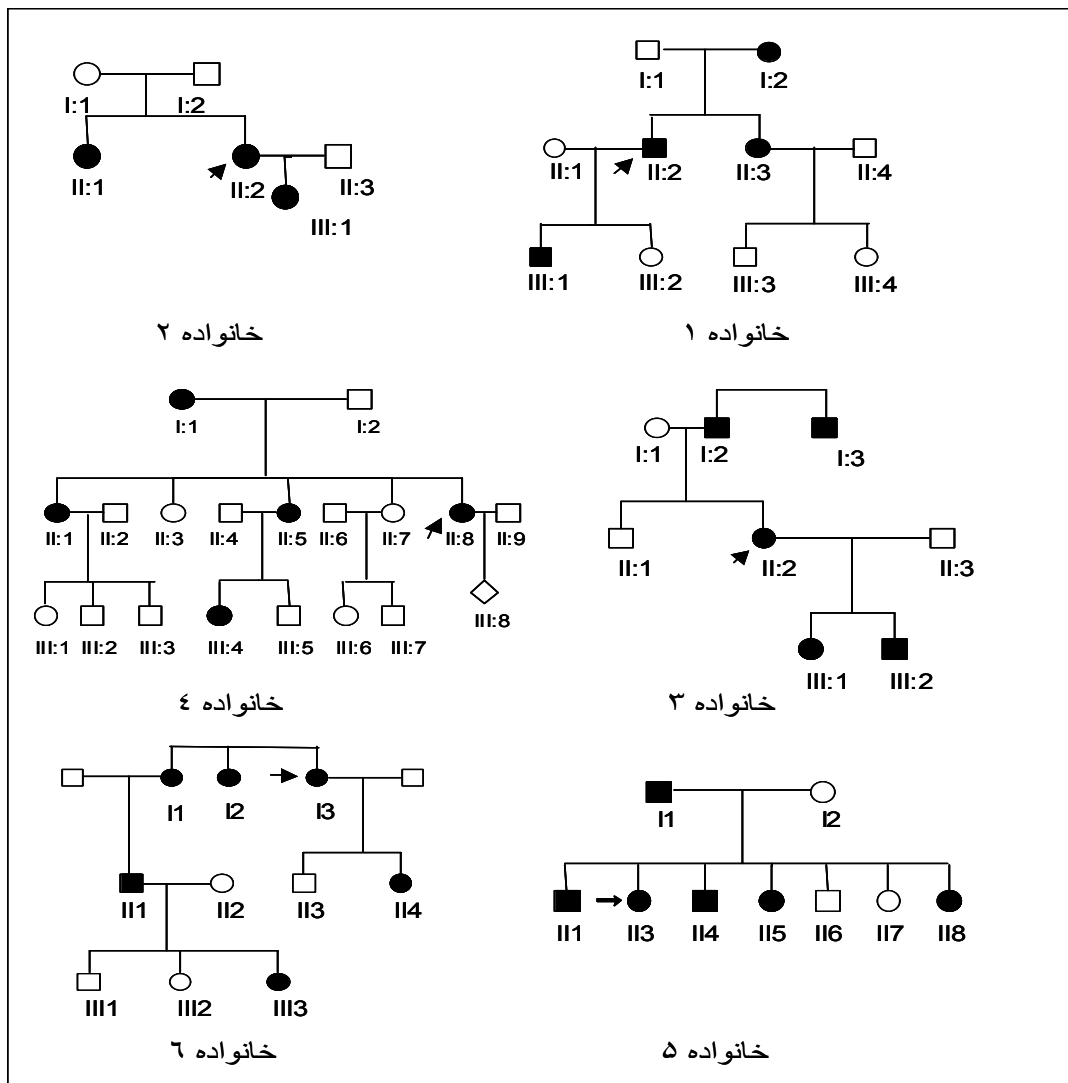 I:1 I:2
II:1 II:2 II:3
III:1
خانواده ٢
I:1 I:2
II:1 II:2 II:3 II:4
III:1 III:2 III:3 III:4
خانواده ١
I:1 I:2
II:1 II:2 II:3 II:4 II:5 II:6 II:7 II:8 II:9
III:1 III:2 III:3 III:4 III:5 III:6 III:7 III:8
خانواده ٤
I:1 I:2 I:3
II:1 II:2 II:3
III:1 III:2
خانواده ٣
I1 I2 I3
II1 II2 II3 II4
III1 III2 III3
خانواده ٦
I1 I2
II1 II3 II4 II5 II6 II7 II8
خانواده ۵